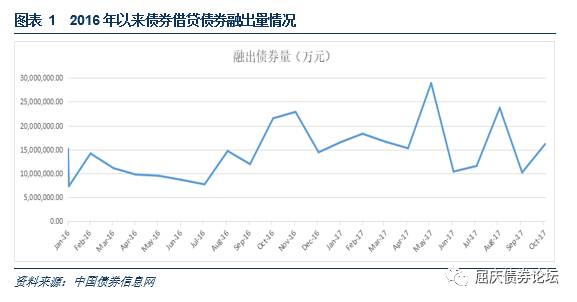 图表 1 2016 年以来债券借贷债券融出量情况
融出债券量（万元）
30,000,000.00
25,000,000.00
20,000,000.00
15,000,000.00
10,000,000.00
5,000,000.00
0.00
Jan-16 Feb-16 Mar-16 Apr-16 May-16 Jun-16 Jul-16 Aug-16 Sep-16 Oct-16 Nov-16 Dec-16 Jan-17 Feb-17 Mar-17 Apr-17 May-17 Jun-17 Jul-17 Aug-17 Sep-17 Oct-17
资料来源：中国债券信息网
屈庆债券论坛